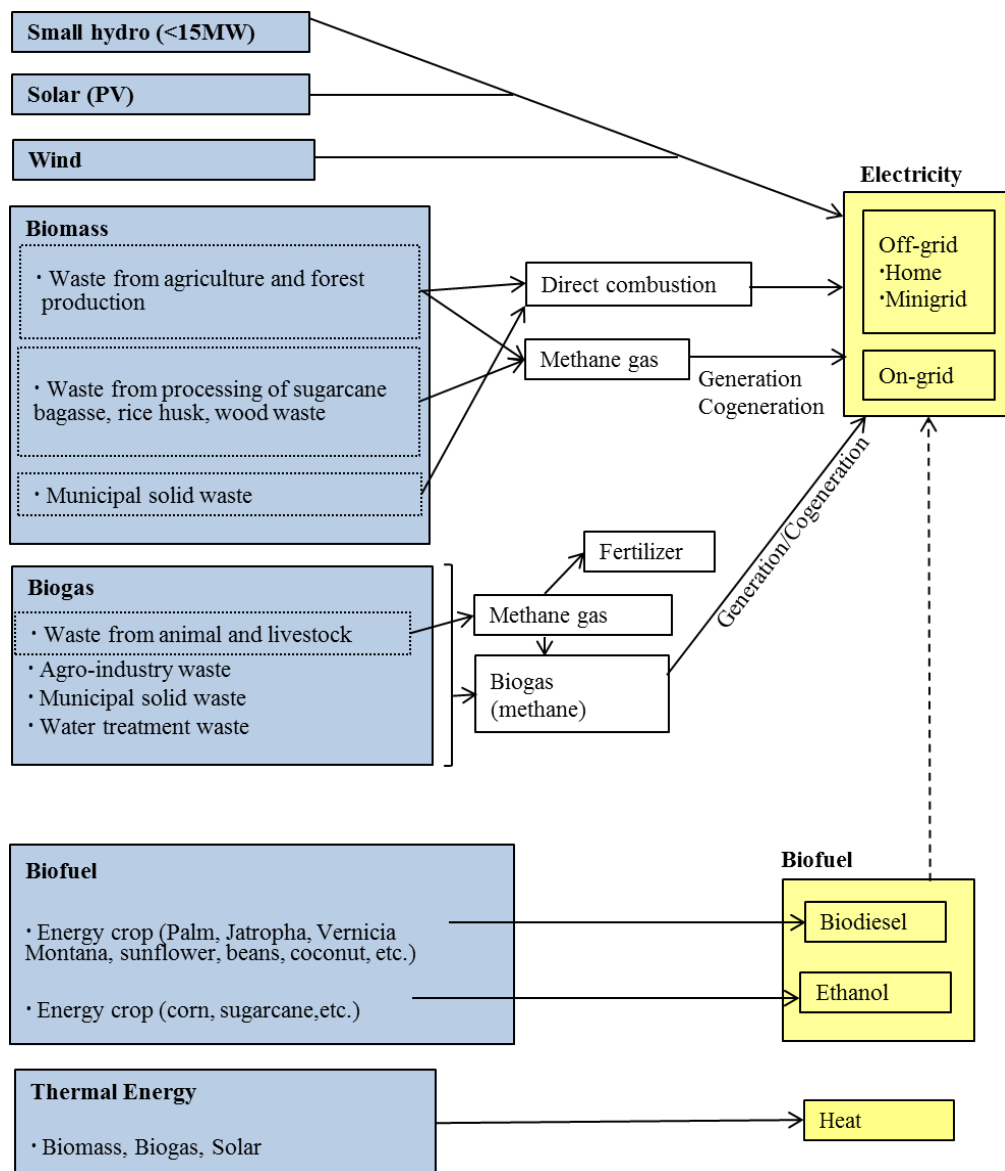 Small hydro (<15MW)
Solar (PV)
Wind
Electricity
Biomass
・Waste from agriculture and forest
production
・Waste from processing of sugarcane
bagasse, rice husk, wood waste
・Municipal solid waste
Direct combustion
Methane gas
Generation
Cogeneration
Off-grid
・Home
・Minigrid
On-grid
Biogas
・Waste from animal and livestock
・Agro-industry waste
・Municipal solid waste
・Water treatment waste
Fertilizer
Methane gas
Biogas
(methane)
Generation/Cogeneration
Biofuel
・Energy crop (Palm, Jatropha, Vernicia
Montana, sunflower, beans, coconut, etc.)
・Energy crop (corn, sugarcane,etc.)
Biofuel
Biodiesel
Ethanol
Thermal Energy
・Biomass, Biogas, Solar
Heat